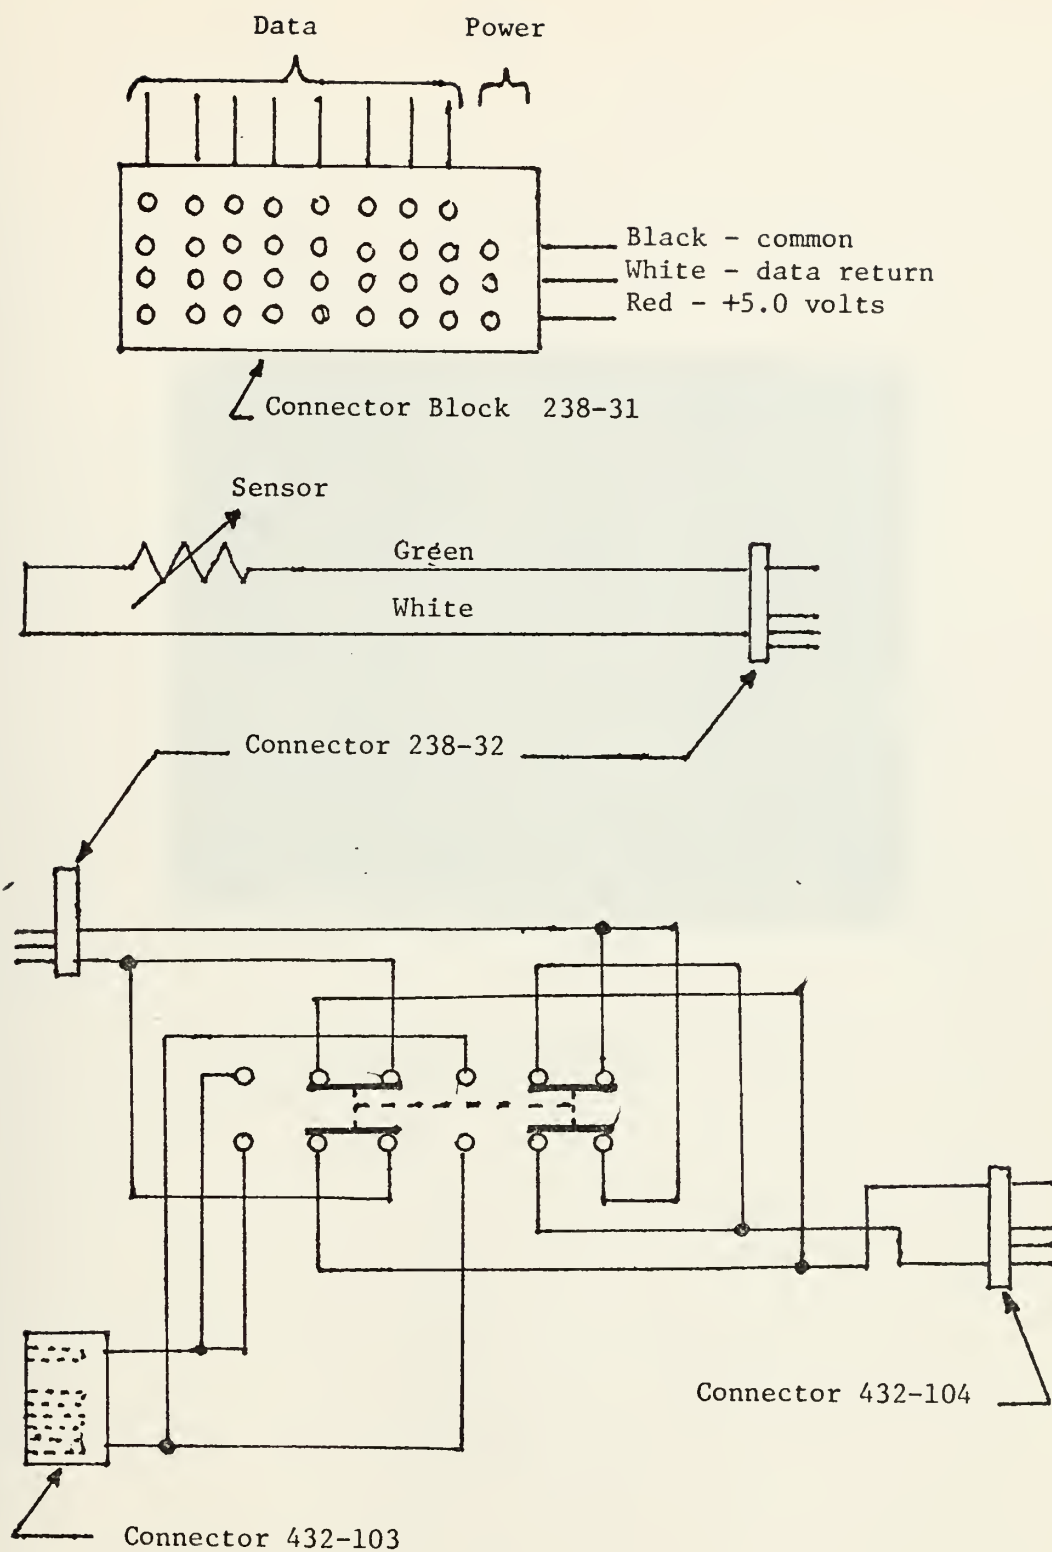 Data
Power
Black - common
White - data return
Red - +5.0 volts
Connector Block 238-31
Sensor
Green
White
Connector 238-32
Connector 432-104
Connector 432-103